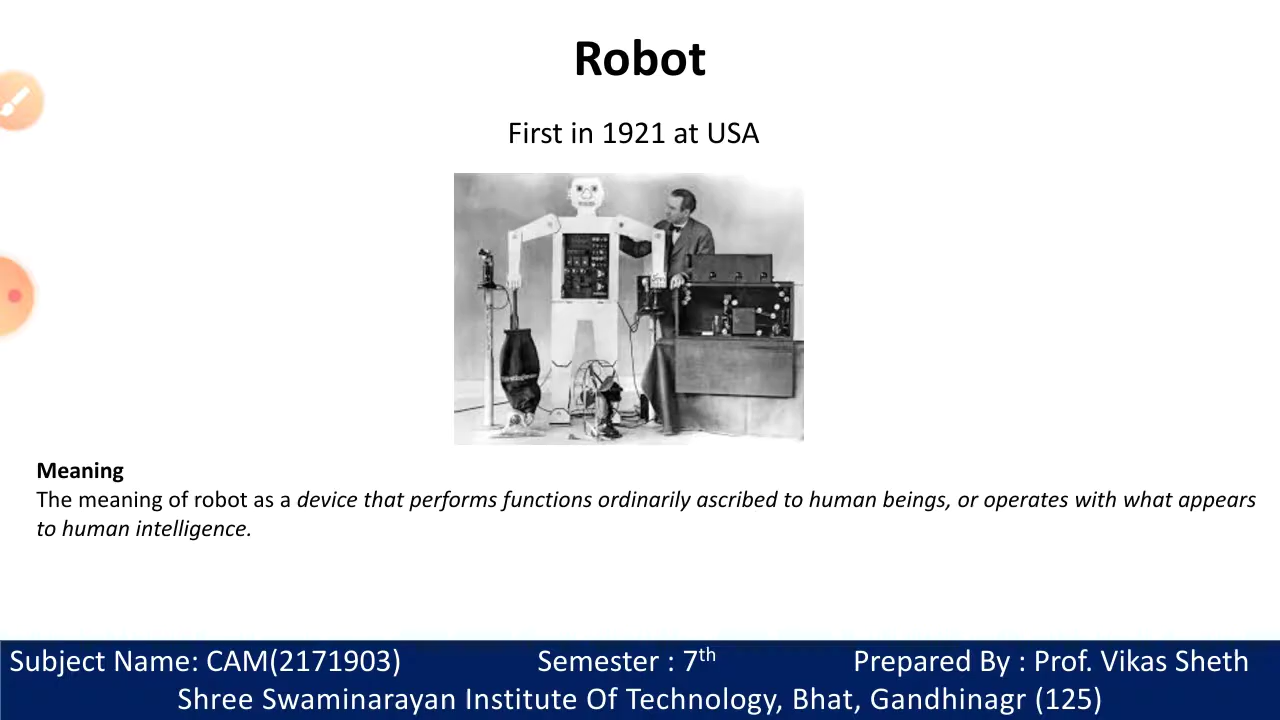 Robot
First in 1921 at USA
Meaning
The meaning of robot as a device that performs functions ordinarily ascribed to human beings, or operates with what appears
to human intelligence.
Subject Name: CAM(2171903) Semester : 7th Prepared By : Prof. Vikas Sheth
Shree Swaminarayan Institute Of Technology, Bhat, Gandhinagr (125)